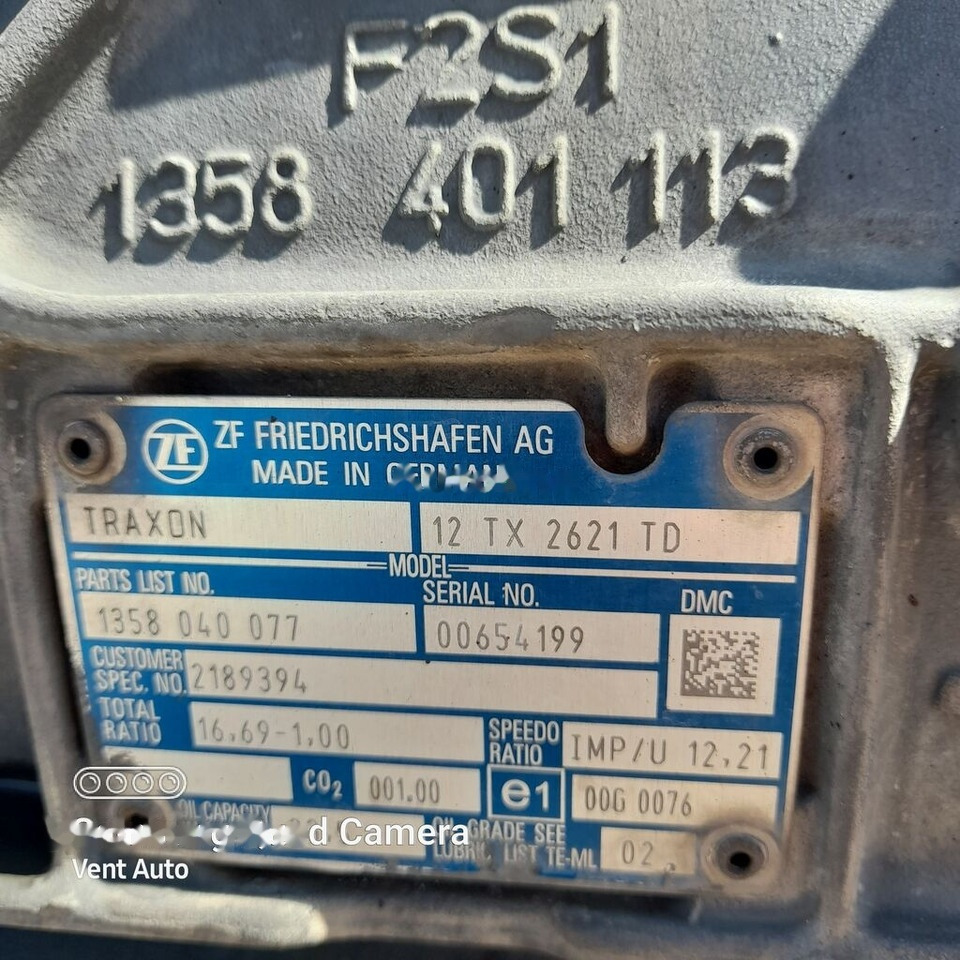 F2S1
1358 401 113
ZF
ZF FRIEDRICHSHAFEN AG
MADE IN
TRAXON
12 TX 2621 TD
MODEL
PARTS LIST NO.
SERIAL NO.
DMC
1358 040 077
00654199
CUSTOMER
SPEC. NO.
2189394
TOTAL
RATIO
16,69-1,00
SPEEDO
RATIO
IMP/U 12,21
CO₂
001.00
e1
00G 0076
OIL CAPACITY
OIL GRADE SEE
LUBRIC. LIST TE-ML
02
Camera
Vent Auto